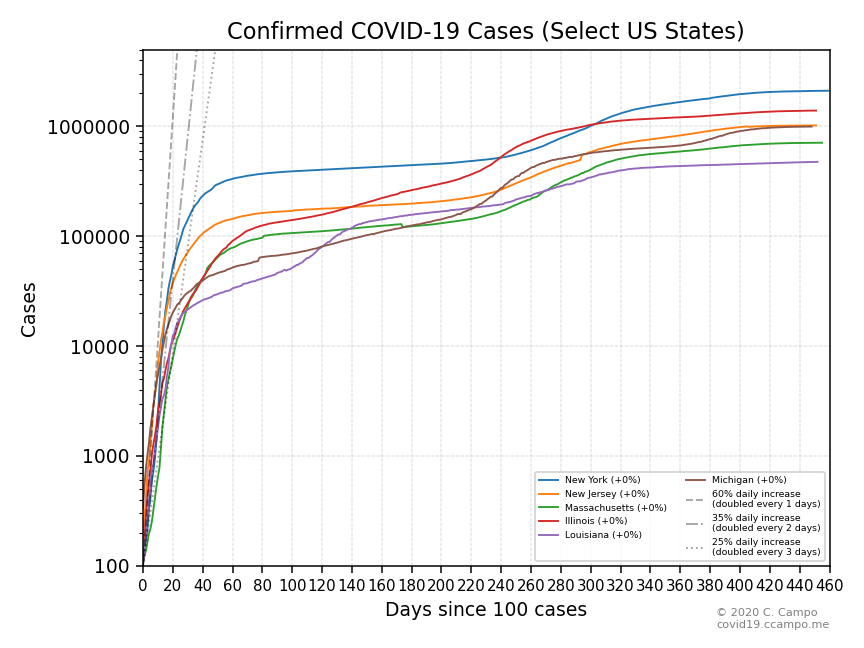 Confirmed COVID-19 Cases (Select US States)
1000000
100000
10000
1000
100
Cases
0 20 40 60 80 100 120 140 160 180 200 220 240 260 280 300 320 340 360 380 400 420 440 460
Days since 100 cases
New York (+0%)
New Jersey (+0%)
Massachusetts (+0%)
Illinois (+0%)
Louisiana (+0%)
Michigan (+0%)
60% daily increase
(doubled every 1 days)
35% daily increase
(doubled every 2 days)
25% daily increase
(doubled every 3 days)
© 2020 C. Campo
covid19.ccampo.me